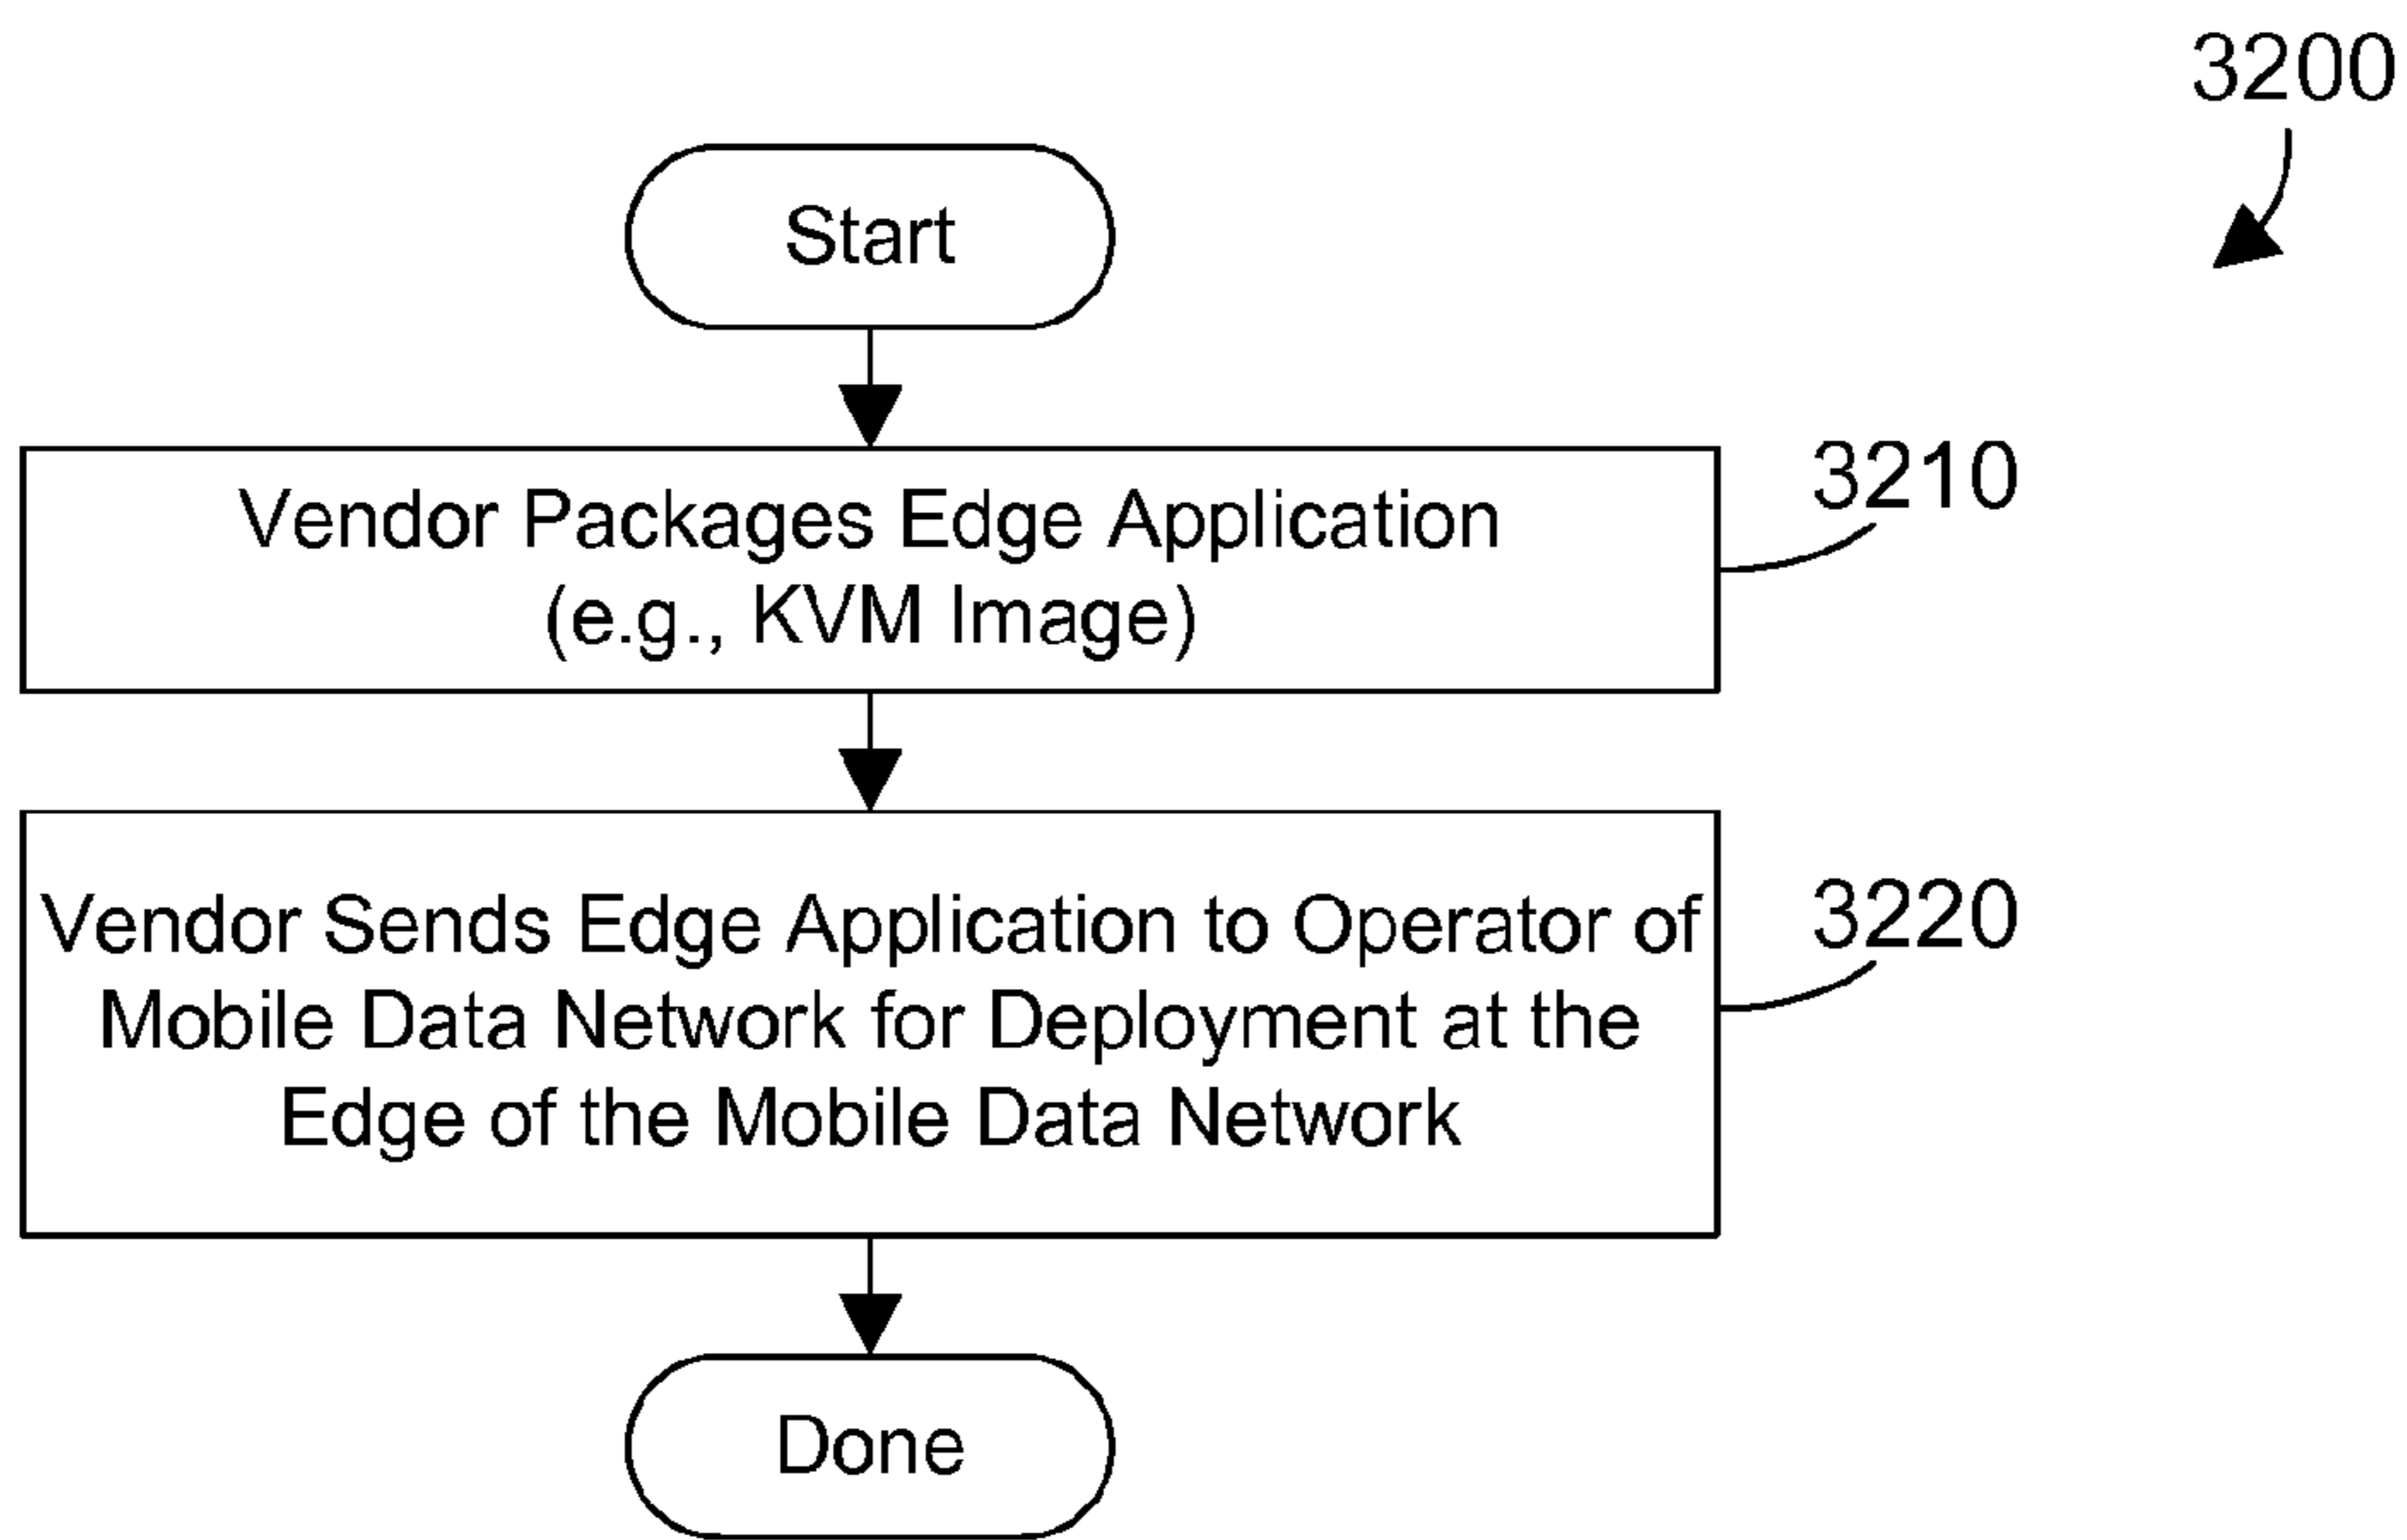 3200
Start
Vendor Packages Edge Application
(e.g., KVM Image)
3210
Vendor Sends Edge Application to Operator of
Mobile Data Network for Deployment at the
Edge of the Mobile Data Network
3220
Done